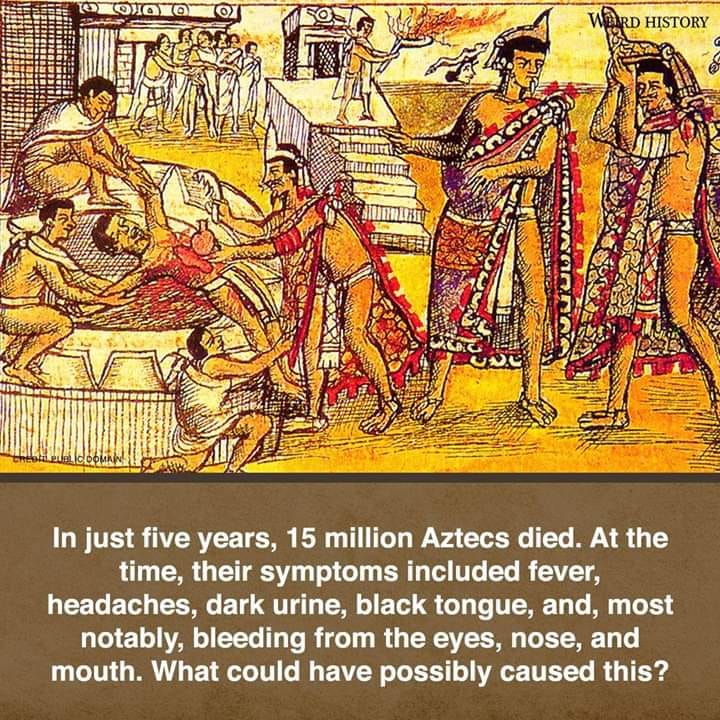 WEIRD HISTORY
CREDIT: PUBLIC DOMAIN
In just five years, 15 million Aztecs died. At the
time, their symptoms included fever,
headaches, dark urine, black tongue, and, most
notably, bleeding from the eyes, nose, and
mouth. What could have possibly caused this?